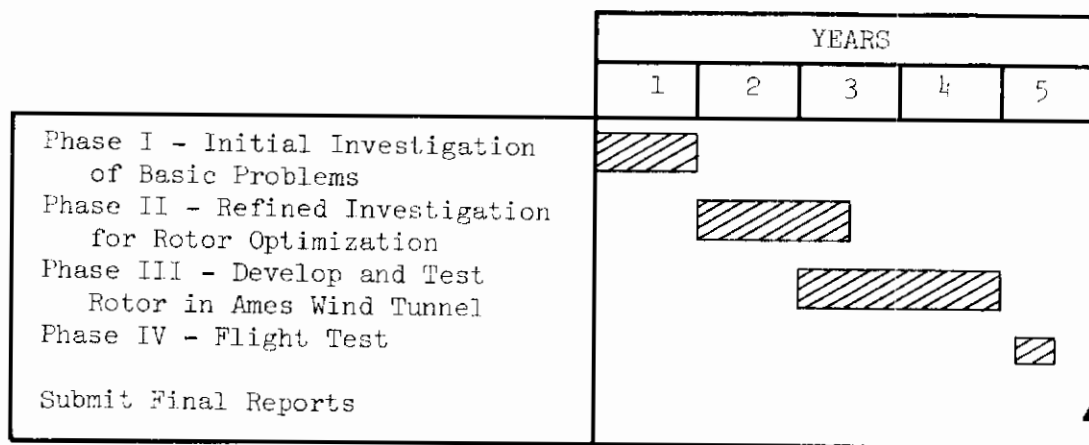 YEARS
1 2 3 4 5
Phase I - Initial Investigation
of Basic Problems
Phase II - Refined Investigation
for Rotor Optimization
Phase III - Develop and Test
Rotor in Ames Wind Tunnel
Phase IV - Flight Test
Submit Final Reports